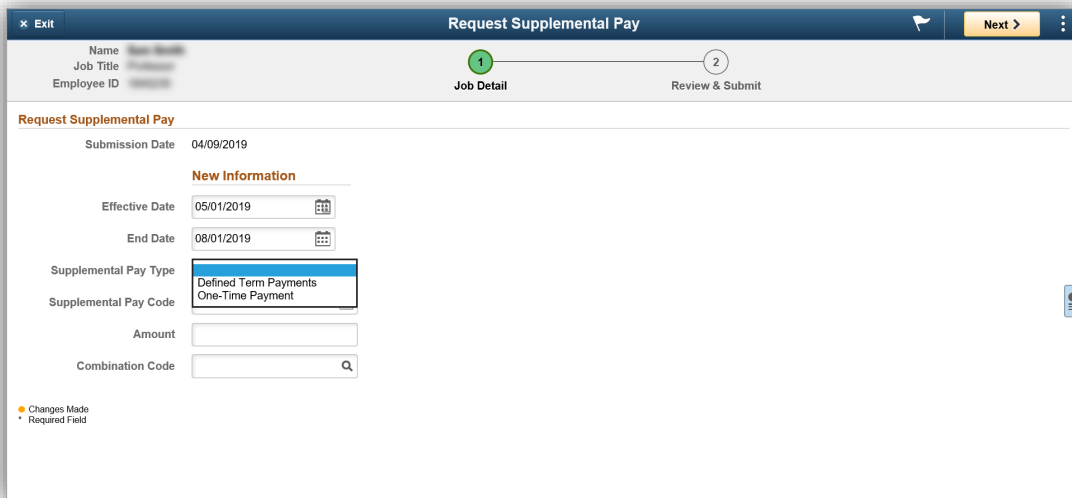 × Exit
Request Supplemental Pay
Next >
Name
Job Title
Employee ID
1
2
Job Detail
Review & Submit
Request Supplemental Pay
Submission Date 04/09/2019
New Information
Effective Date 05/01/2019
End Date 08/01/2019
Supplemental Pay Type
Defined Term Payments
One-Time Payment
Supplemental Pay Code
Amount
Combination Code
Changes Made
* Required Field